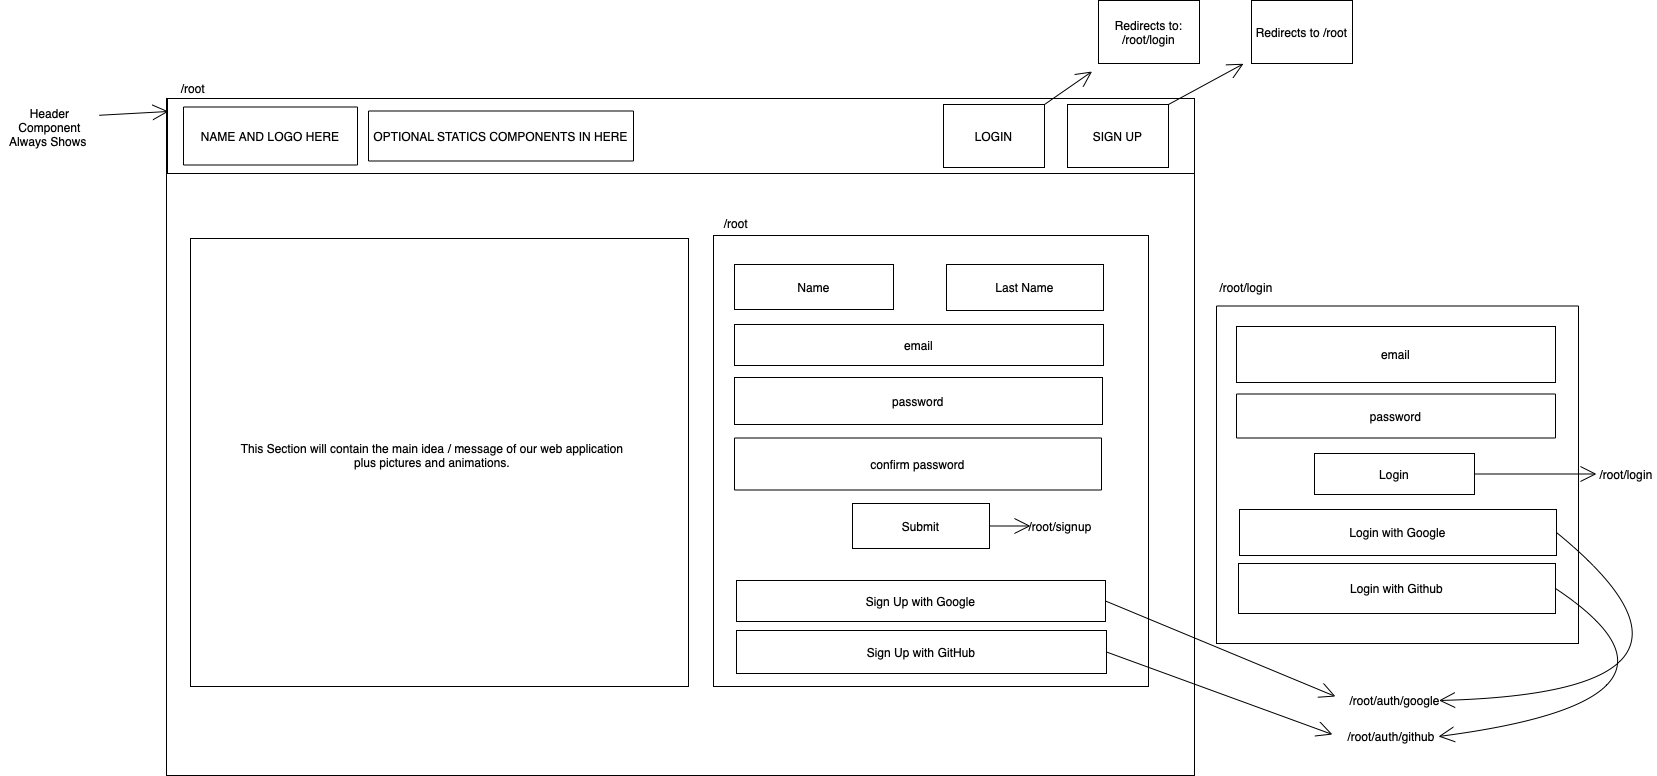 Redirects to:
/root/login
Redirects to /root
/root
Header
Component
Always Shows
NAME AND LOGO HERE
OPTIONAL STATICS COMPONENTS IN HERE
LOGIN
SIGN UP
/root
Name
Last Name
email
password
confirm password
Submit
/root/signup
Sign Up with Google
Sign Up with GitHub
This Section will contain the main idea / message of our web application
plus pictures and animations.
/root/login
email
password
Login
/root/login
Login with Google
Login with Github
/root/auth/google
/root/auth/github